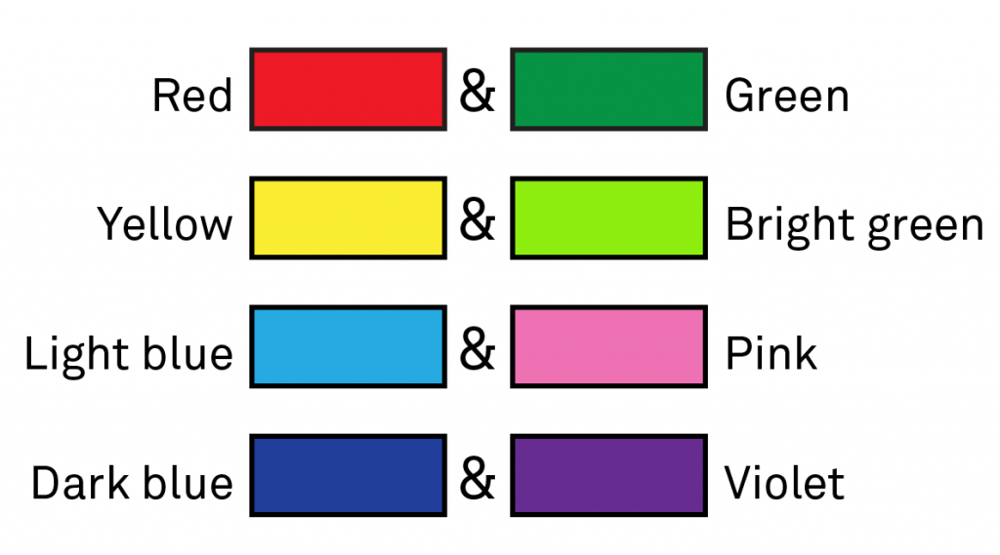 Red & Green
Yellow & Bright green
Light blue & Pink
Dark blue & Violet